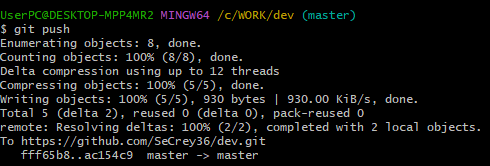 UserPC@DESKTOP-MPP4MR2 MINGW64 /c/WORK/dev (master)
$ git push
Enumerating objects: 8, done.
Counting objects: 100% (8/8), done.
Delta compression using up to 12 threads
Compressing objects: 100% (5/5), done.
Writing objects: 100% (5/5), 930 bytes | 930.00 KiB/s, done.
Total 5 (delta 2), reused 0 (delta 0), pack-reused 0
remote: Resolving deltas: 100% (2/2), completed with 2 local objects.
To https://github.com/SeCrey36/dev.git
   fff65b8..ac154c9  master -> master